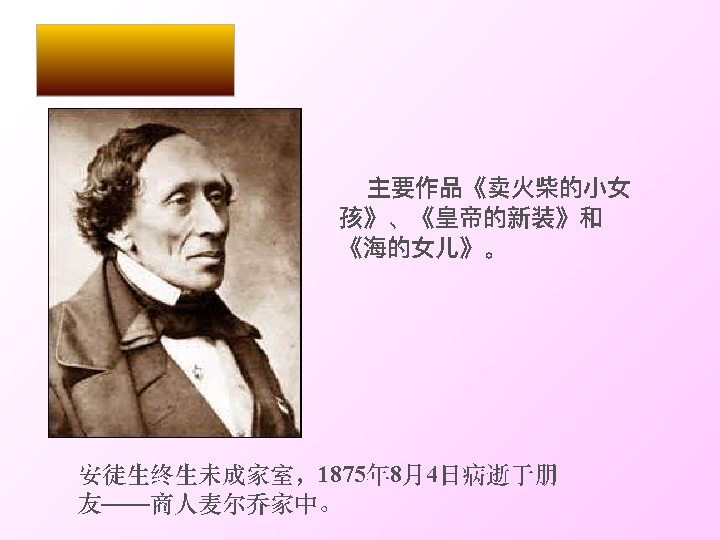 主要作品《卖火柴的小女
孩》、《皇帝的新装》和
《海的女儿》。
安徒生终生未成家室，1875年8月4日病逝于朋
友——商人麦尔乔家中。